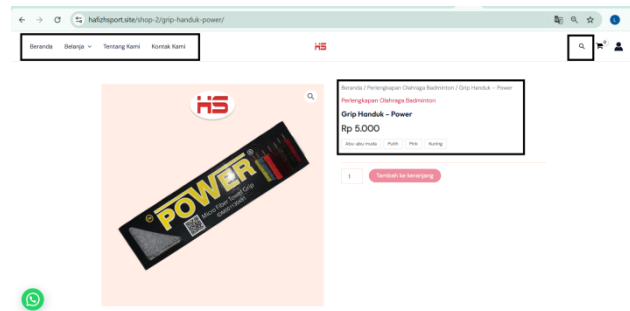 hafizhsport.site/shop-2/grip-handuk-power/
Beranda Belanja Tentang Kami Kontak Kami
HS
0
L
Beranda / Perlengkapan Olahraga Badminton / Grip Handuk – Power
Perlengkapan Olahraga Badminton
Grip Handuk – Power
Rp 5.000
Abu-abu muda Putih Pink Kuning
1 Tambah ke keranjang
HS
POWER
Micro Fiber Towel Grip